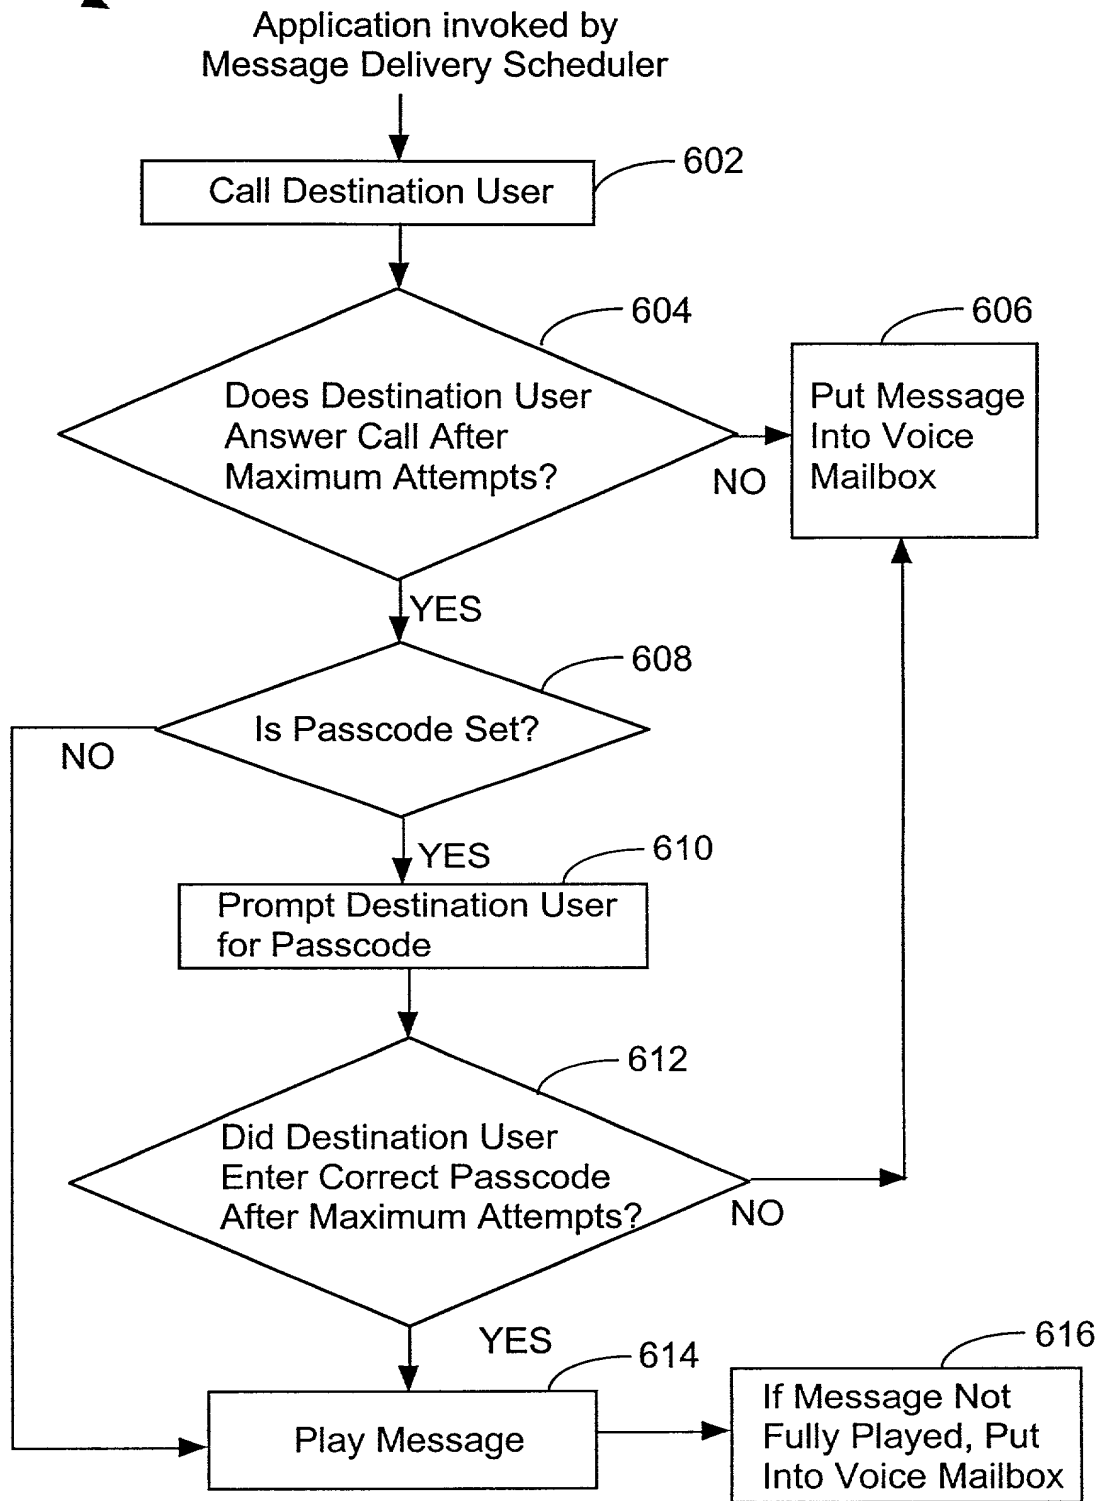 Application invoked by
Message Delivery Scheduler
602
Call Destination User
604
606
Does Destination User
Answer Call After
Maximum Attempts?
NO
Put Message
Into Voice
Mailbox
YES
608
Is Passcode Set?
NO
YES
610
Prompt Destination User
for Passcode
612
Did Destination User
Enter Correct Passcode
After Maximum Attempts?
NO
YES
614
616
Play Message
If Message Not
Fully Played, Put
Into Voice Mailbox